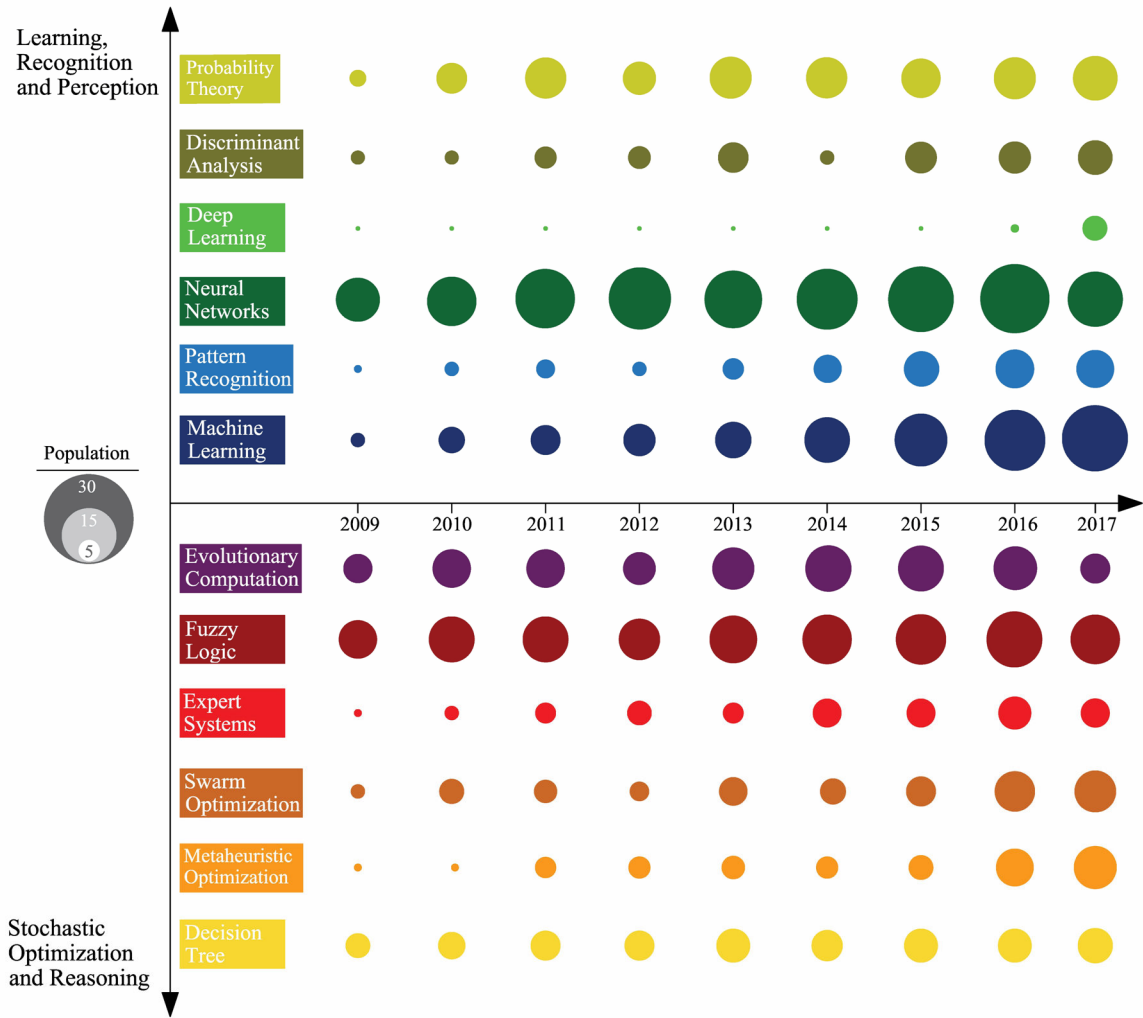 Learning,
Recognition
and Perception
Probability
Theory
Discriminant
Analysis
Deep
Learning
Neural
Networks
Pattern
Recognition
Machine
Learning
Population
30
15
5
2009 2010 2011 2012 2013 2014 2015 2016 2017
Evolutionary
Computation
Fuzzy
Logic
Expert
Systems
Swarm
Optimization
Metaheuristic
Optimization
Decision
Tree
Stochastic
Optimization
and Reasoning